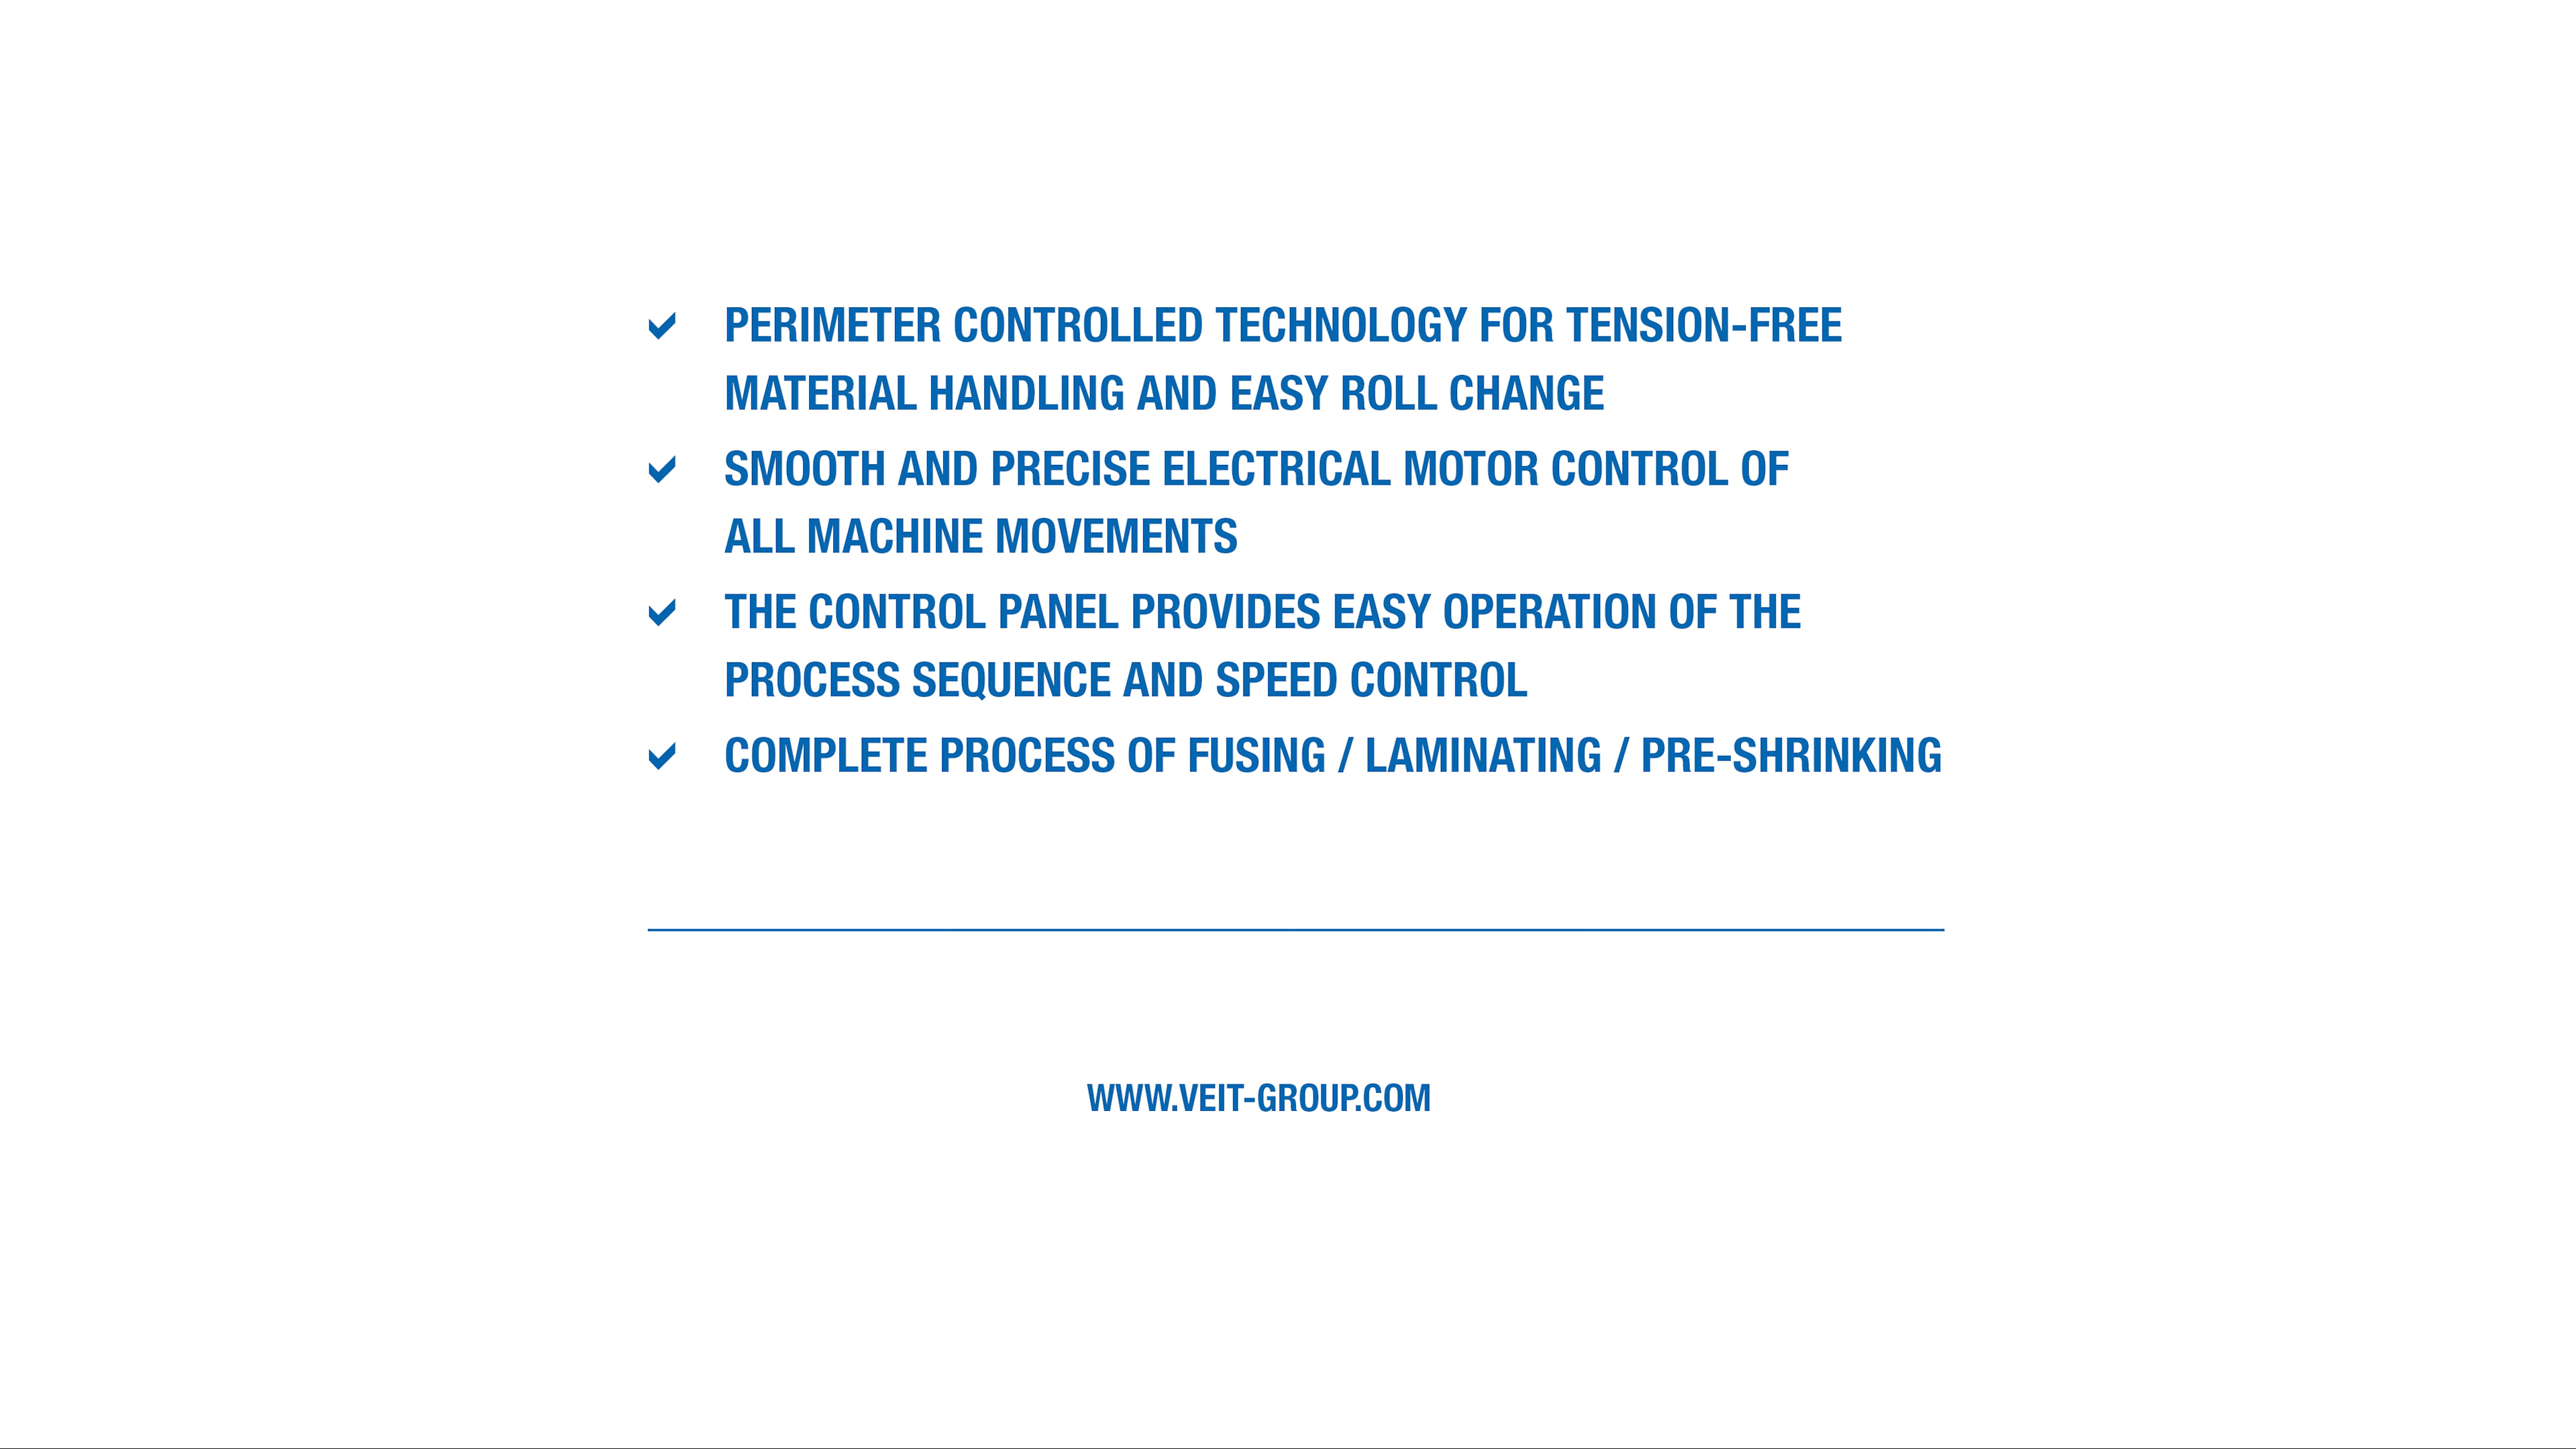 PERIMETER CONTROLLED TECHNOLOGY FOR TENSION-FREE
MATERIAL HANDLING AND EASY ROLL CHANGE
SMOOTH AND PRECISE ELECTRICAL MOTOR CONTROL OF
ALL MACHINE MOVEMENTS
THE CONTROL PANEL PROVIDES EASY OPERATION OF THE
PROCESS SEQUENCE AND SPEED CONTROL
COMPLETE PROCESS OF FUSING / LAMINATING / PRE-SHRINKING
WWW.VEIT-GROUP.COM